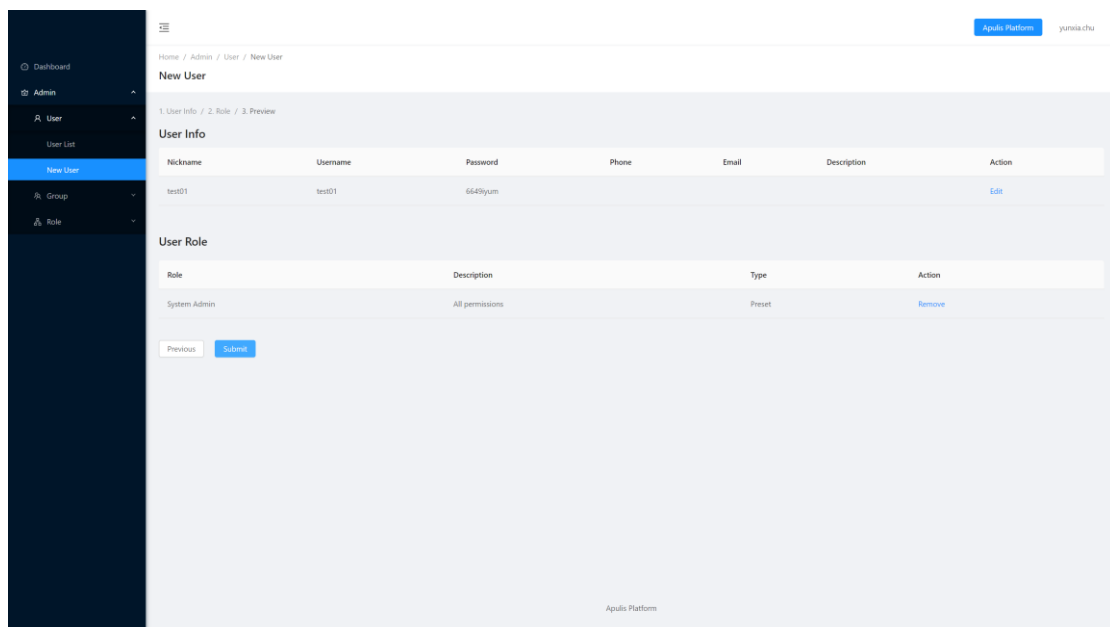 Apulis Platform yunxia.chu
Home / Admin / User / New User
New User
Dashboard
Admin
User
User List
New User
Group
Role
1. User Info / 2. Role / 3. Preview
User Info
Nickname Username Password Phone Email Description Action
test01 test01 6649iyum Edit
User Role
Role Description Type Action
System Admin All permissions Preset Remove
Previous Submit
Apulis Platform